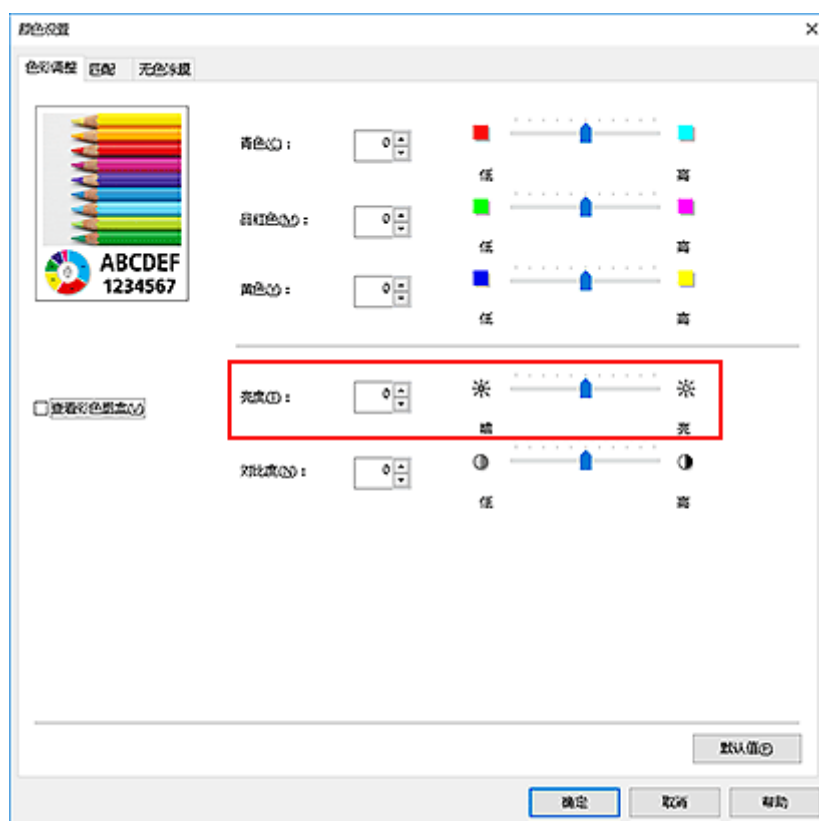 颜色设置
色彩调整 匹配 无色涂膜
ABCDEF
1234567
青色(C)： 0
低 高
品红色(M)： 0
低 高
黄色(Y)： 0
低 高
查看彩色图案(V)
亮度(T)： 0
暗 亮
对比度(N)： 0
低 高
默认值(F)
确定 取消 帮助